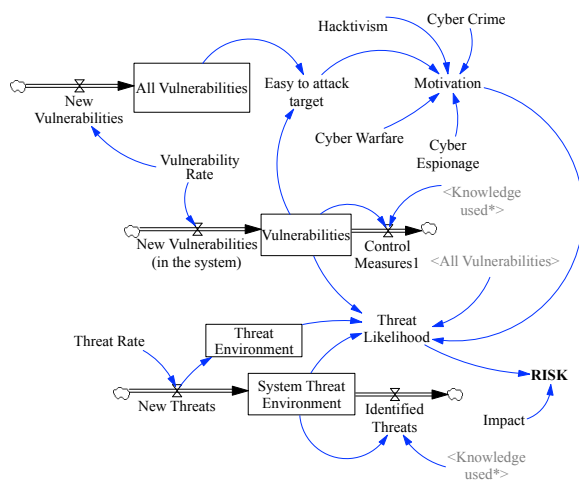 Hacktivism
Cyber Crime
All Vulnerabilities
Easy to attack
target
Motivation
New
Vulnerabilities
Cyber Warfare
Cyber
Espionage
Vulnerability
Rate
<Knowledge
used*>
New Vulnerabilities
(in the system)
Vulnerabilities
Control
Measures1
<All Vulnerabilities>
Threat Rate
Threat
Environment
Threat
Likelihood
New Threats
System Threat
Environment
Identified
Threats
RISK
Impact
<Knowledge
used*>